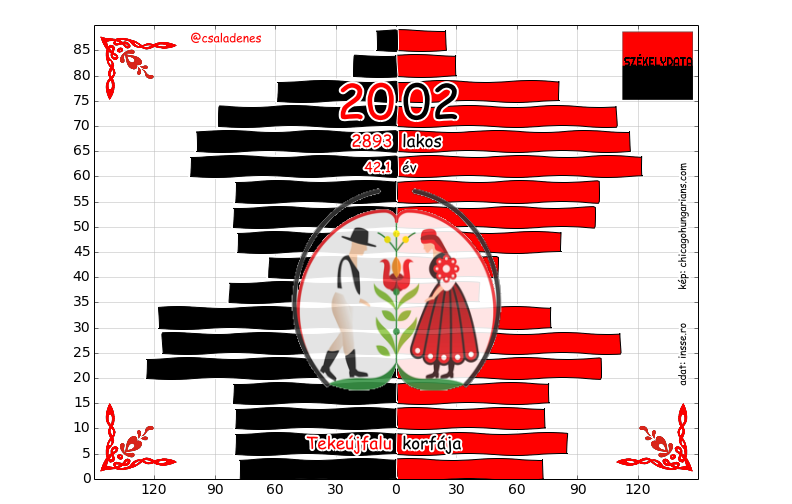 @csaladenes
SZÉKELYDATA
2002
2893 lakos
42.1 év
kép: chicagohungarians.com
adat: insse.ro
Tekeújfalu korfája
85
80
75
70
65
60
55
50
45
40
35
30
25
20
15
10
5
0
120 90 60 30 0 30 60 90 120